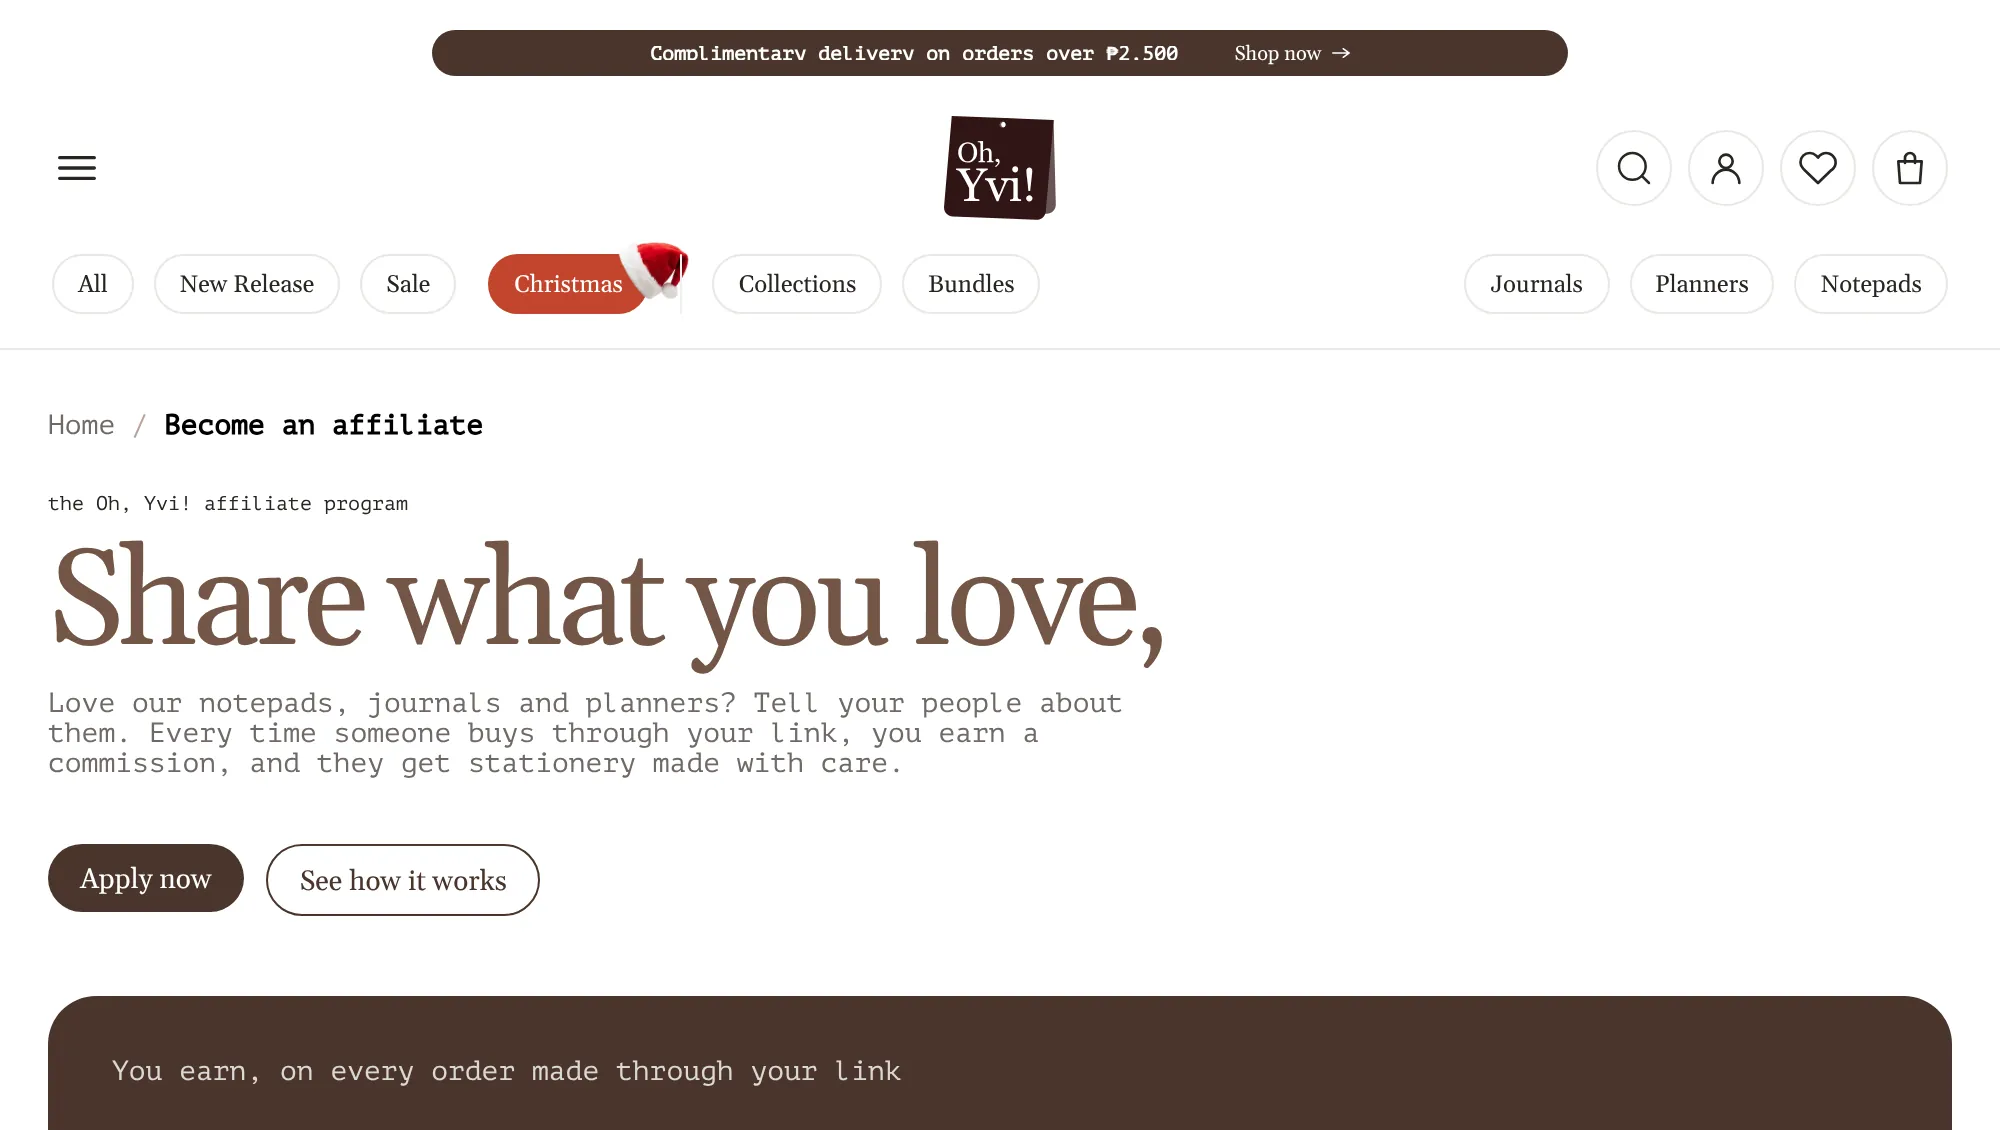 Complimentary delivery on orders over ₱2.500 Shop now →
Oh,
Yvi!
All New Release Sale Christmas Collections Bundles Journals Planners Notepads
Home / Become an affiliate
the Oh, Yvi! affiliate program
Share what you love,
Love our notepads, journals and planners? Tell your people about
them. Every time someone buys through your link, you earn a
commission, and they get stationery made with care.
Apply now See how it works
You earn, on every order made through your link